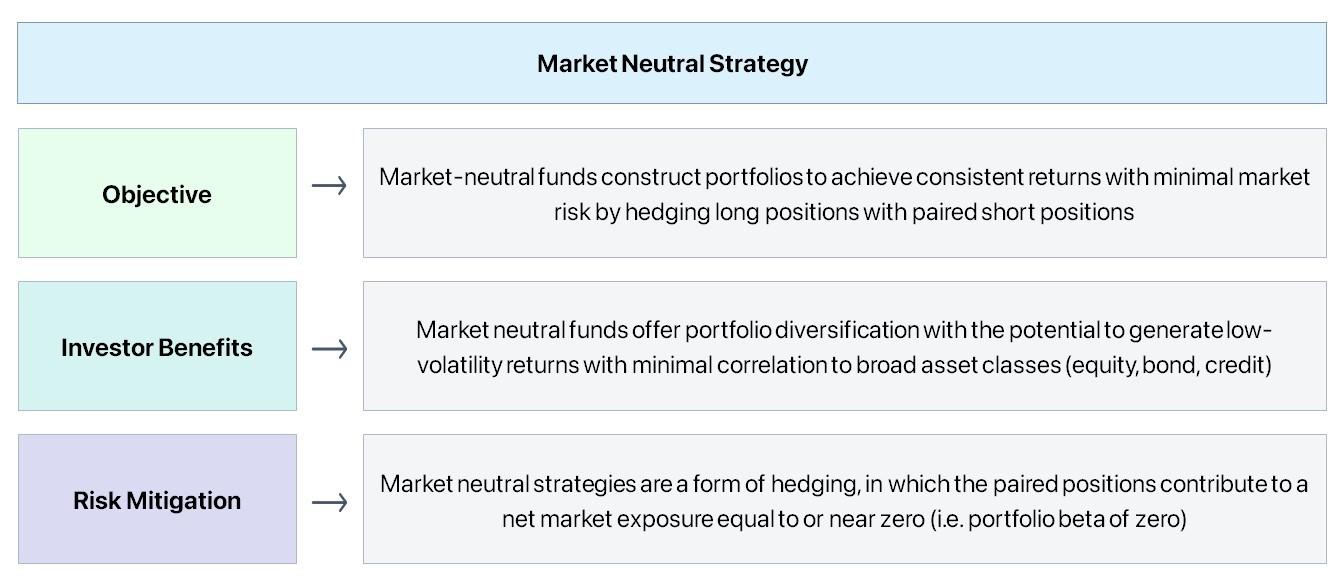 Market Neutral Strategy
Objective
Market-neutral funds construct portfolios to achieve consistent returns with minimal market
risk by hedging long positions with paired short positions
Investor Benefits
Market neutral funds offer portfolio diversification with the potential to generate low-
volatility returns with minimal correlation to broad asset classes (equity, bond, credit)
Risk Mitigation
Market neutral strategies are a form of hedging, in which the paired positions contribute to a
net market exposure equal to or near zero (i.e. portfolio beta of zero)